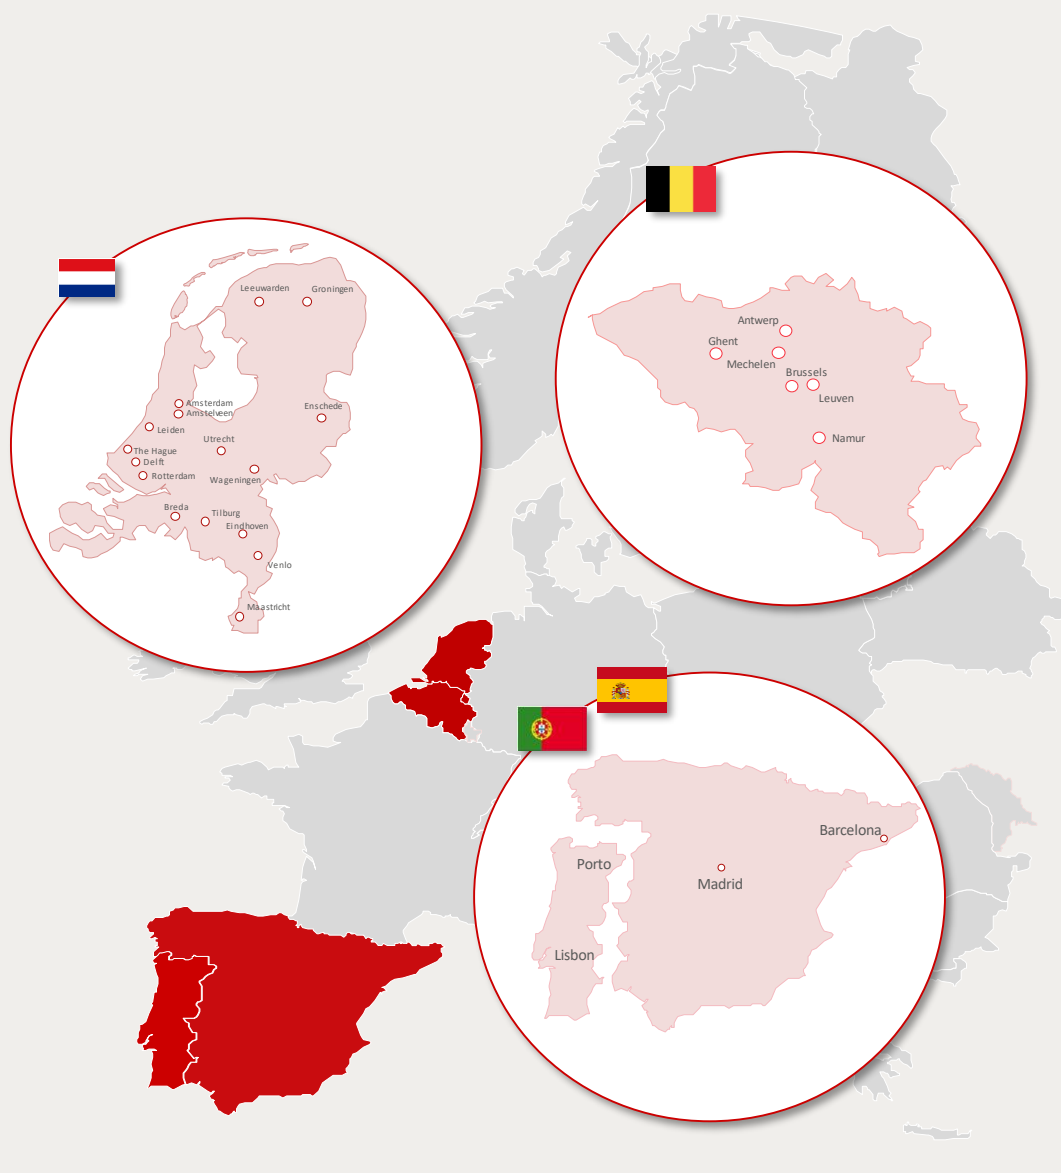 Leeuwarden
Groningen
Amsterdam
Amstelveen
Enschede
Leiden
Utrecht
The Hague
Delft
Rotterdam
Wageningen
Breda
Tilburg
Eindhoven
Venlo
Maastricht
Antwerp
Ghent
Mechelen
Brussels
Leuven
Namur
Barcelona
Porto
Madrid
Lisbon